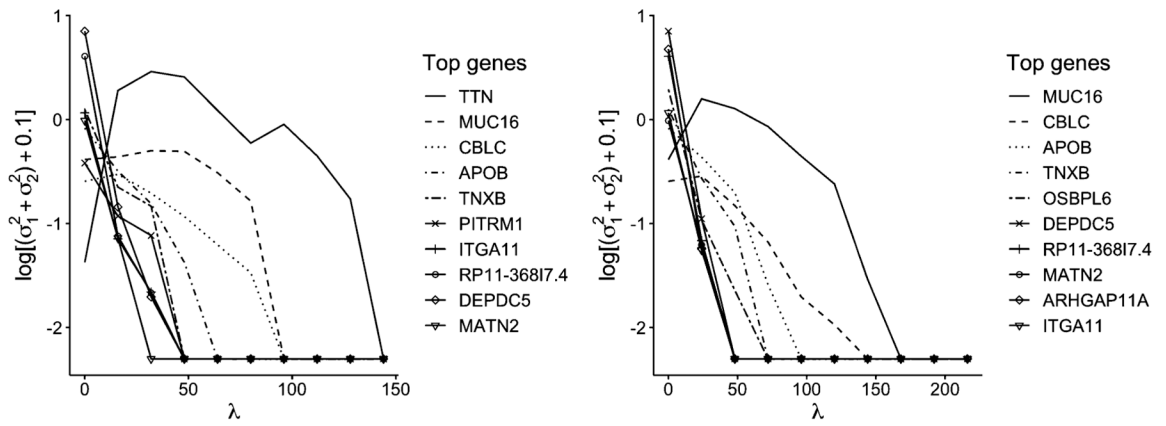 log[(σ₁² + σ₂²) + 0.1]
1
0
-1
-2
0
50
100
150
λ
Top genes
TTN
MUC16
CBLC
APOB
TNXB
PITRM1
ITGA11
RP11-368I7.4
DEPDC5
MATN2
log[(σ₁² + σ₂²) + 0.1]
1
0
-1
-2
0
50
100
150
200
λ
Top genes
MUC16
CBLC
APOB
TNXB
OSBPL6
DEPDC5
RP11-368I7.4
MATN2
ARHGAP11A
ITGA11